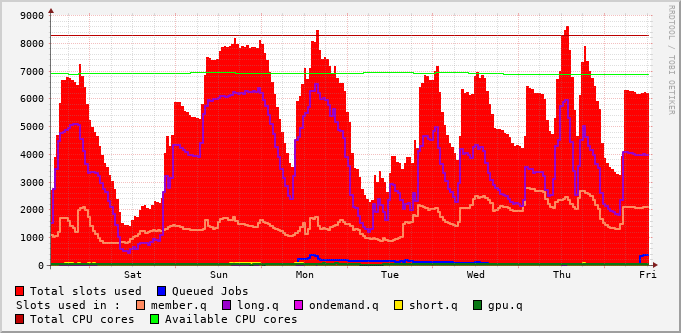 9000
8000
7000
6000
5000
4000
3000
2000
1000
0
Sat Sun Mon Tue Wed Thu Fri
RRDTOOL / TOBI OETIKER
Total slots used Queued Jobs
Slots used in : member.q long.q ondemand.q short.q gpu.q
Total CPU cores Available CPU cores